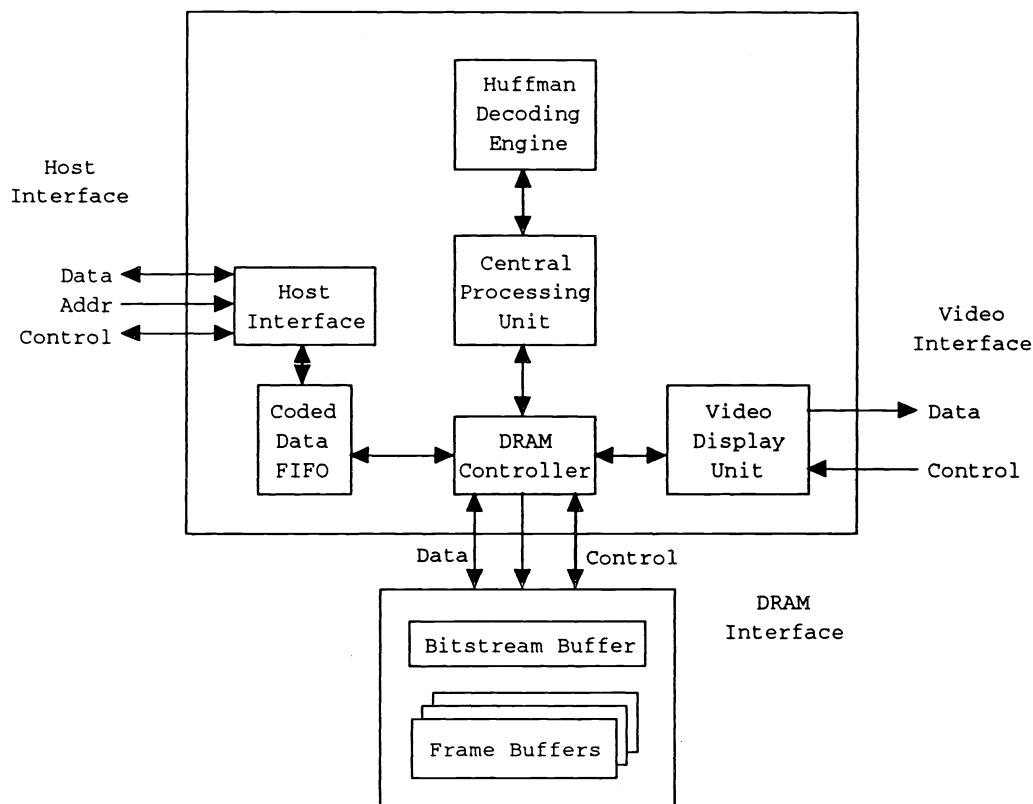 Huffman
Decoding
Engine
Host
Interface
Data
Addr
Control
Host
Interface
Central
Processing
Unit
Video
Interface
Coded
Data
FIFO
DRAM
Controller
Video
Display
Unit
Data
Control
Data
Control
DRAM
Interface
Bitstream Buffer
Frame Buffers